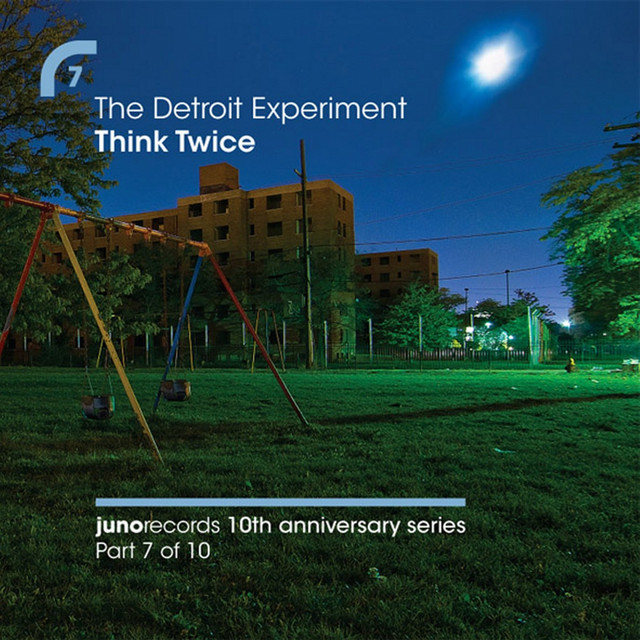 7
The Detroit Experiment
Think Twice
junorecords 10th anniversary series
Part 7 of 10